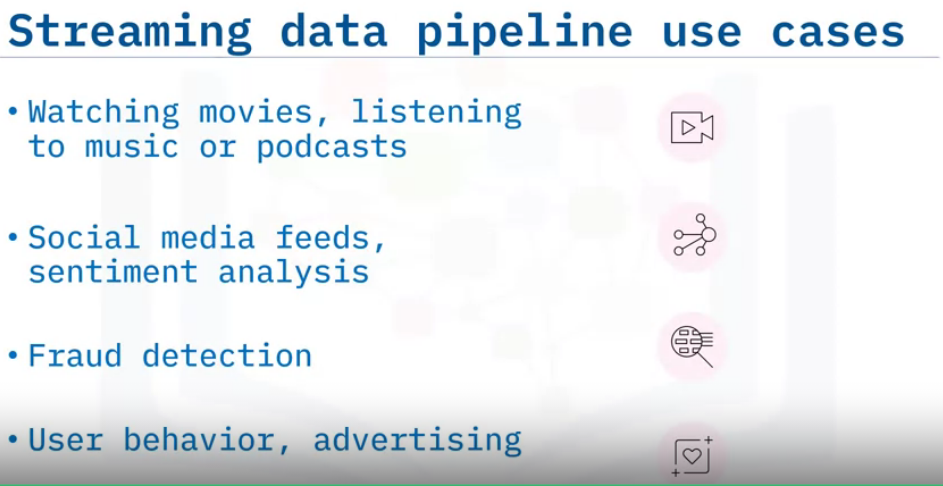 Streaming data pipeline use cases
• Watching movies, listening
to music or podcasts
• Social media feeds,
sentiment analysis
• Fraud detection
• User behavior, advertising